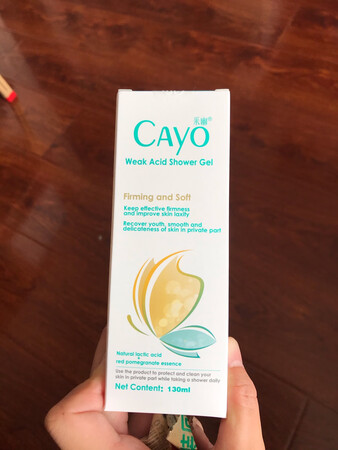 CAYO
Weak Acid Shower Gel
Firming and Soft
Keep effective firmness
and improve skin laxity
Recover youth, smooth and
delicateness of skin in private part
Natural lactic acid
+
red pomegranate essence
Use the product to protect and clean your
skin in private part while taking a shower daily
Net Content: 130ml